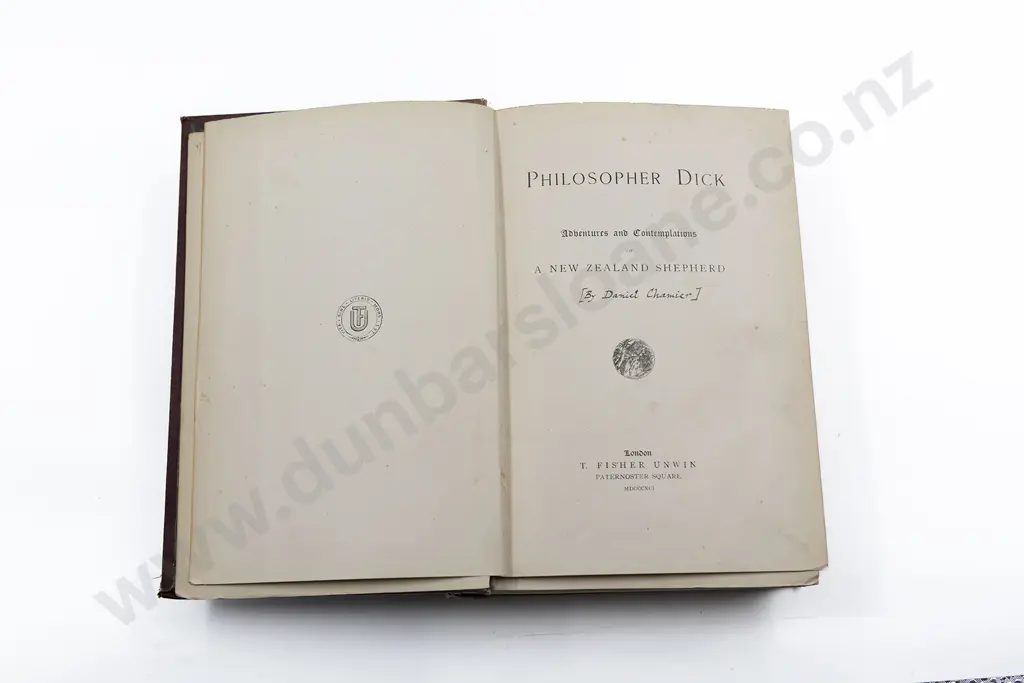 PHILOSOPHER DICK
Adventures and Contemplations
OF
A NEW ZEALAND SHEPHERD
[By Daniel Chamier.]
London
T. FISHER UNWIN
PATERNOSTER SQUARE
MDCCCXCI
www.dunbarsloane.co.nz